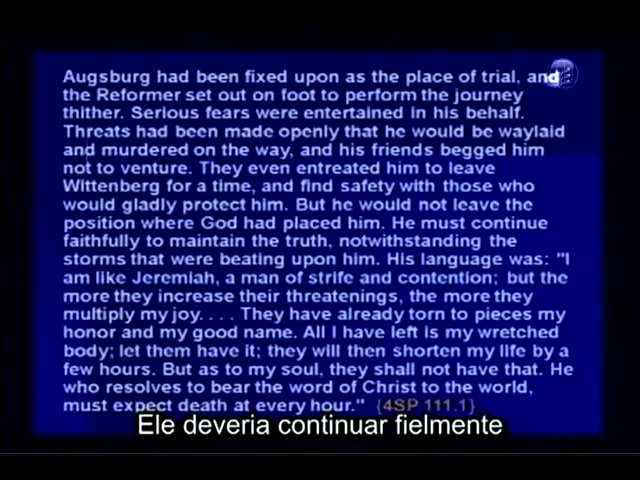 Augsburg had been fixed upon as the place of trial, and
the Reformer set out on foot to perform the journey
thither. Serious fears were entertained in his behalf.
Threats had been made openly that he would be waylaid
and murdered on the way, and his friends begged him
not to venture. They even entreated him to leave
Wittenberg for a time, and find safety with those who
would gladly protect him. But he would not leave the
position where God had placed him. He must continue
faithfully to maintain the truth, notwithstanding the
storms that were beating upon him. His language was: "I
am like Jeremiah, a man of strife and contention; but the
more they increase their threatenings, the more they
multiply my joy. . . . They have already torn to pieces my
honor and my good name. All I have left is my wretched
body; let them have it; they will then shorten my life by a
few hours. But as to my soul, they shall not have that. He
who resolves to bear the word of Christ to the world,
must expect death at every hour." {4SP 111.1}
Ele deveria continuar fielmente